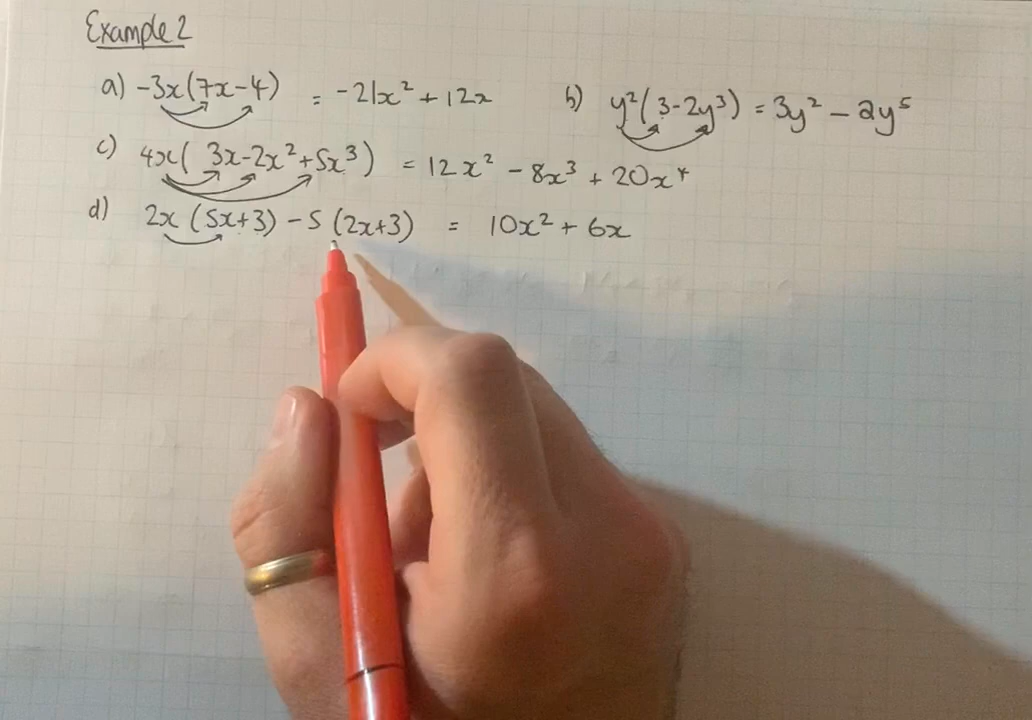 Example 2
a) -3x(7x-4) = -21x² + 12x
b) y²(3-2y³) = 3y² - 2y⁵
c) 4x(3x-2x²+5x³) = 12x² - 8x³ + 20x⁴
d) 2x(5x+3) - 5(2x+3) = 10x² + 6x